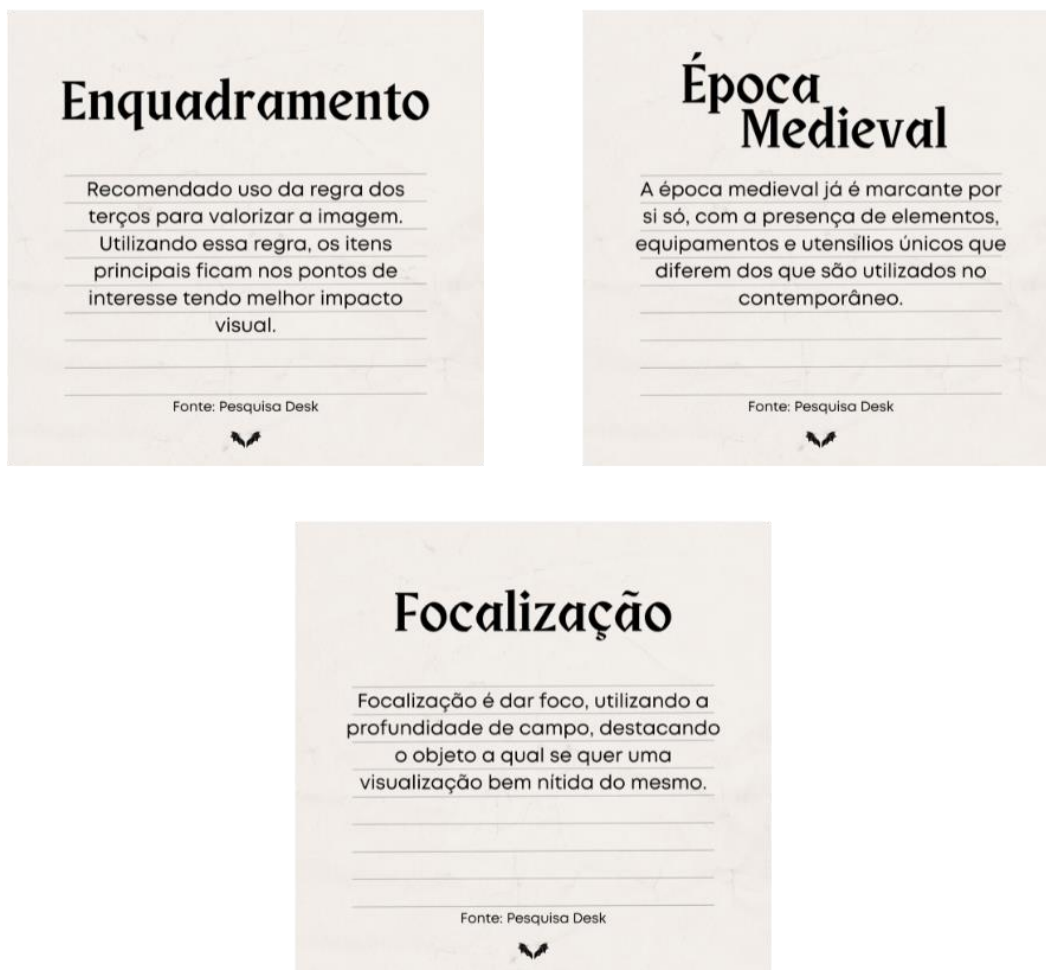 Enquadramento
Recomendado uso da regra dos
terços para valorizar a imagem.
Utilizando essa regra, os itens
principais ficam nos pontos de
interesse tendo melhor impacto
visual.
Fonte: Pesquisa Desk
Época
Medieval
A época medieval já é marcante por
si só, com a presença de elementos,
equipamentos e utensílios únicos que
diferem dos que são utilizados no
contemporâneo.
Fonte: Pesquisa Desk
Focalização
Focalização é dar foco, utilizando a
profundidade de campo, destacando
o objeto a qual se quer uma
visualização bem nítida do mesmo.
Fonte: Pesquisa Desk